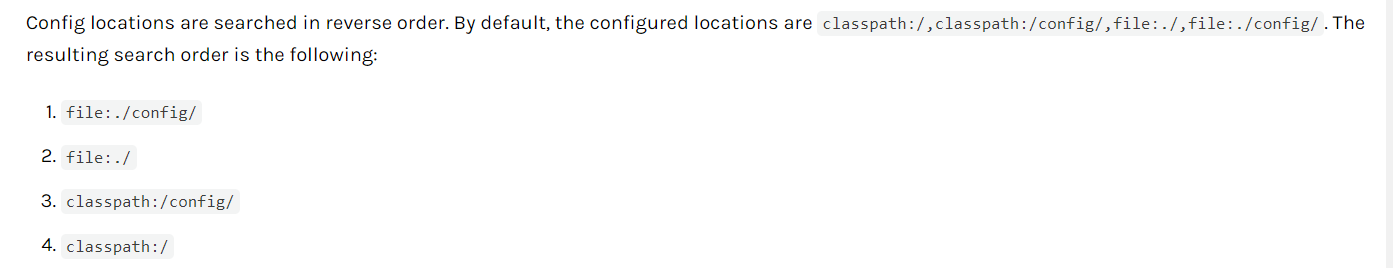 Config locations are searched in reverse order. By default, the configured locations are classpath:/,classpath:/config/,file:./,file:./config/. The
resulting search order is the following:
1. file:./config/
2. file:./
3. classpath:/config/
4. classpath:/